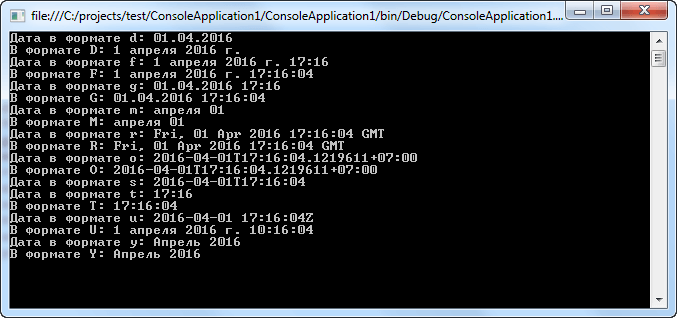 file:///C:/projects/test/ConsoleApplication1/ConsoleApplication1/bin/Debug/ConsoleApplication1....
Дата в формате d: 01.04.2016
В формате D: 1 апреля 2016 г.
Дата в формате f: 1 апреля 2016 г. 17:16
В формате F: 1 апреля 2016 г. 17:16:04
Дата в формате g: 01.04.2016 17:16
В формате G: 01.04.2016 17:16:04
Дата в формате m: апреля 01
В формате M: апреля 01
Дата в формате r: Fri, 01 Apr 2016 17:16:04 GMT
В формате R: Fri, 01 Apr 2016 17:16:04 GMT
Дата в формате o: 2016-04-01T17:16:04.1219611+07:00
В формате O: 2016-04-01T17:16:04.1219611+07:00
Дата в формате s: 2016-04-01T17:16:04
Дата в формате t: 17:16
В формате T: 17:16:04
Дата в формате u: 2016-04-01 17:16:04Z
В формате U: 1 апреля 2016 г. 10:16:04
Дата в формате y: Апрель 2016
В формате Y: Апрель 2016